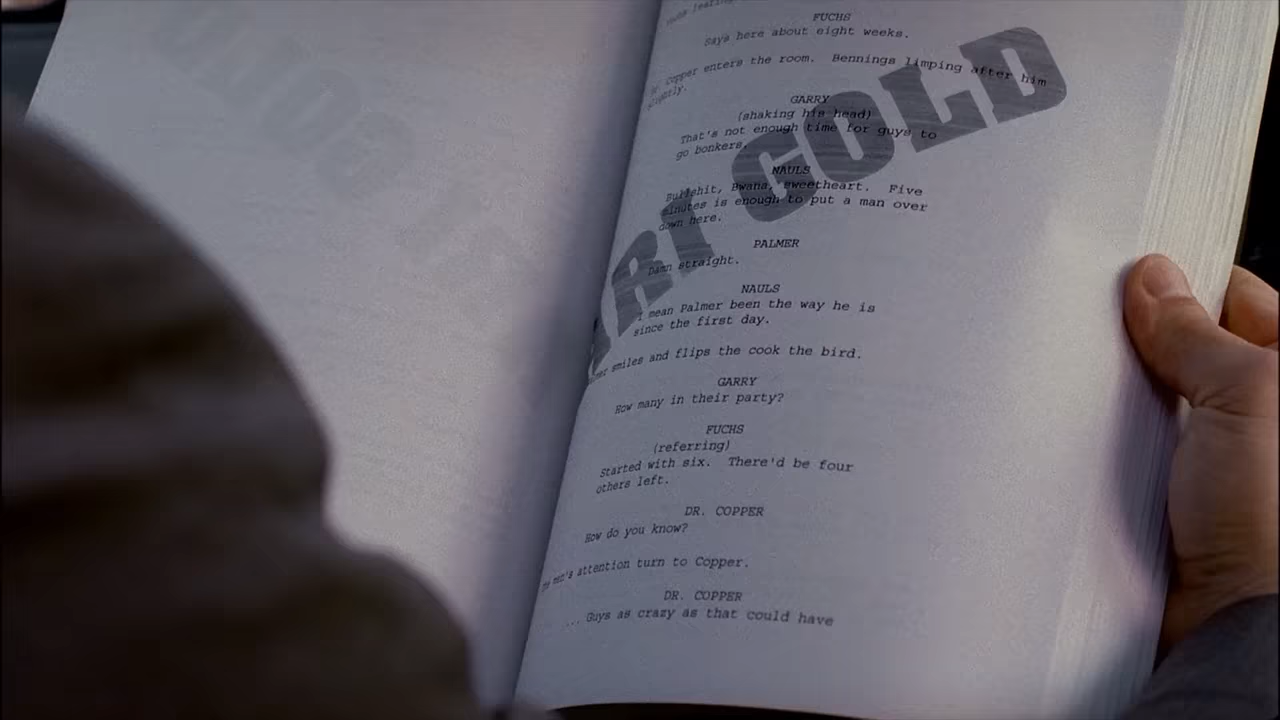 FUCHS
Says here about eight weeks.
Copper enters the room. Bennings limping after him
slightly.
GARRY
(shaking his head)
That's not enough time for guys to
go bonkers.
NAULS
Bullshit, Bwana, sweetheart. Five
minutes is enough to put a man over
down here.
PALMER
Damn straight.
NAULS
I mean Palmer been the way he is
since the first day.
smiles and flips the cook the bird.
GARRY
How many in their party?
FUCHS
(referring)
Started with six. There'd be four
others left.
DR. COPPER
How do you know?
men's attention turn to Copper.
DR. COPPER
... Guys as crazy as that could have
ARI GOLD